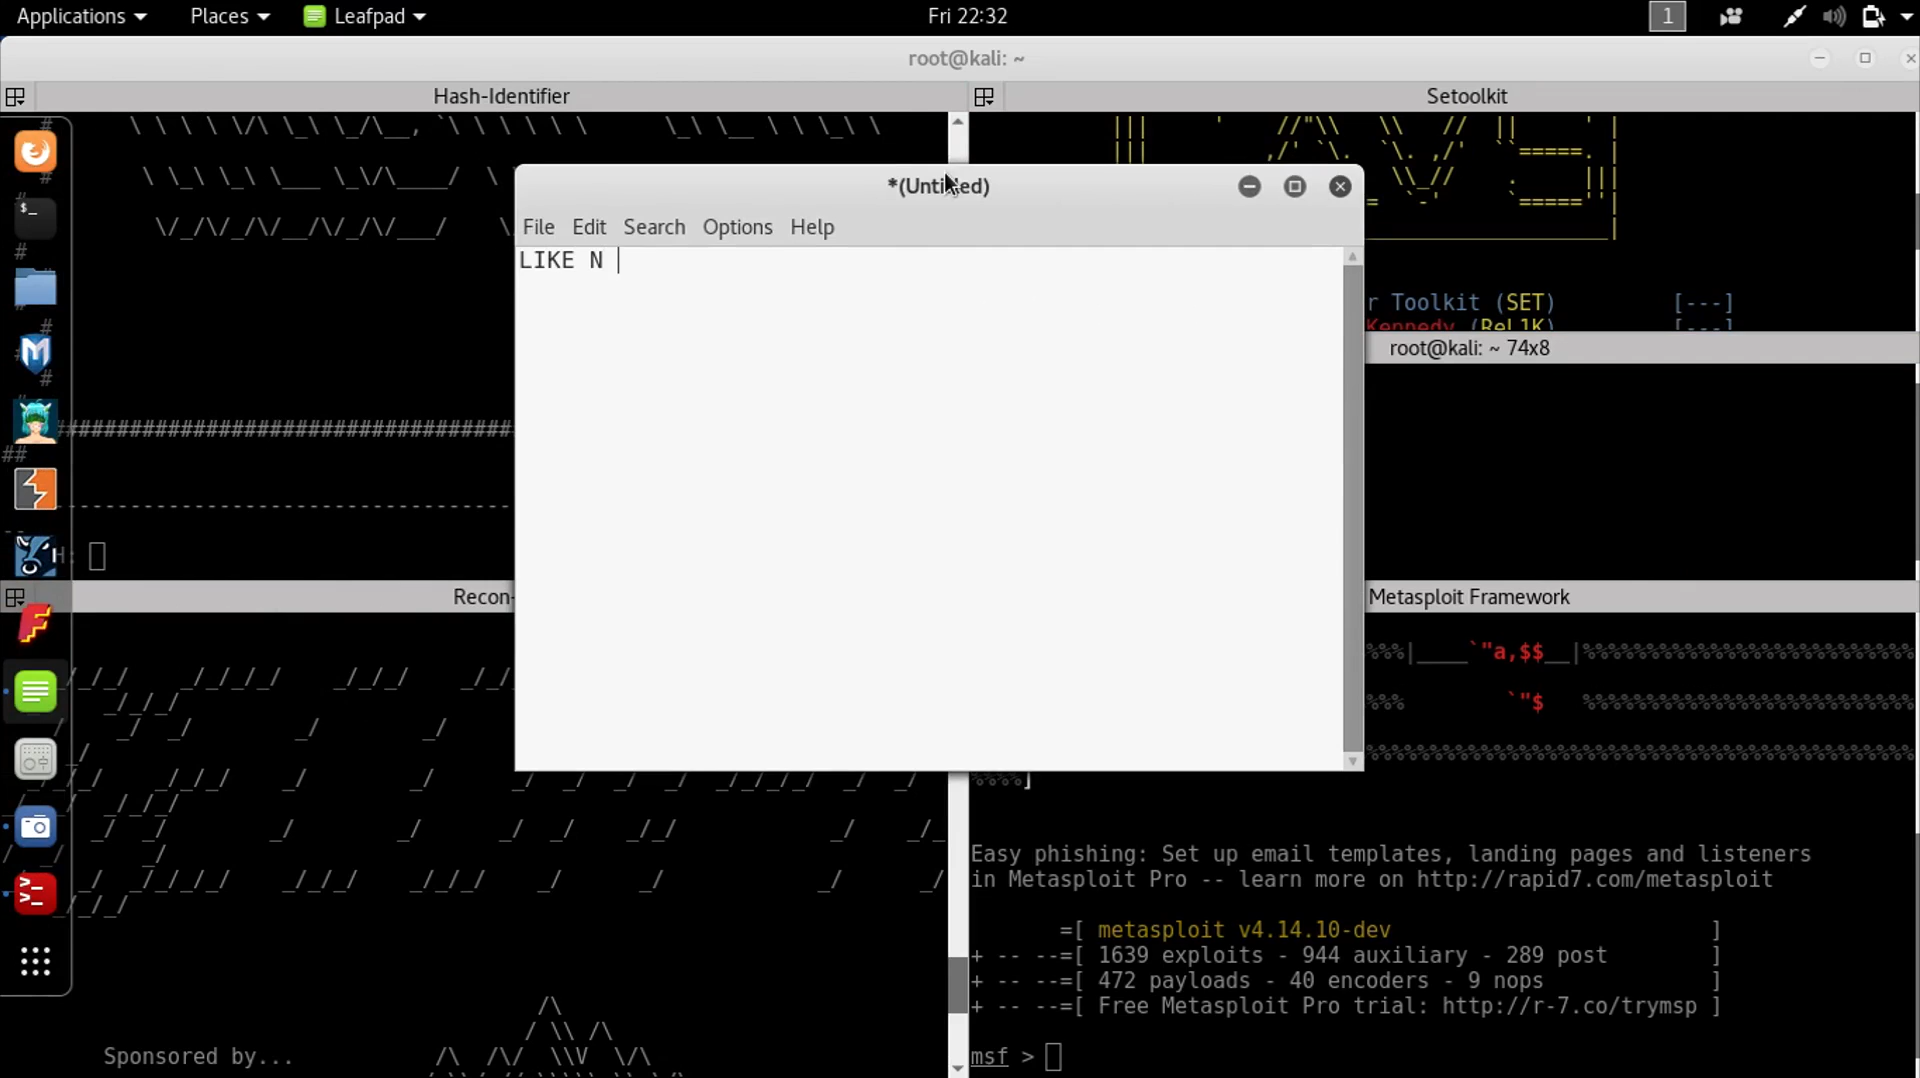 Applications Places Leafpad Fri 22:32 1
root@kali: ~
Hash-Identifier Setoolkit
*(Untitled)
File Edit Search Options Help
LIKE N
r Toolkit (SET) [---]
Kennedy (ReL1K) [---]
root@kali: ~ 74x8
H:
Recon- Metasploit Framework
Easy phishing: Set up email templates, landing pages and listeners
in Metasploit Pro -- learn more on http://rapid7.com/metasploit
=[ metasploit v4.14.10-dev ]
+ -- --=[ 1639 exploits - 944 auxiliary - 289 post ]
+ -- --=[ 472 payloads - 40 encoders - 9 nops ]
+ -- --=[ Free Metasploit Pro trial: http://r-7.co/trymsp ]
Sponsored by...
msf >